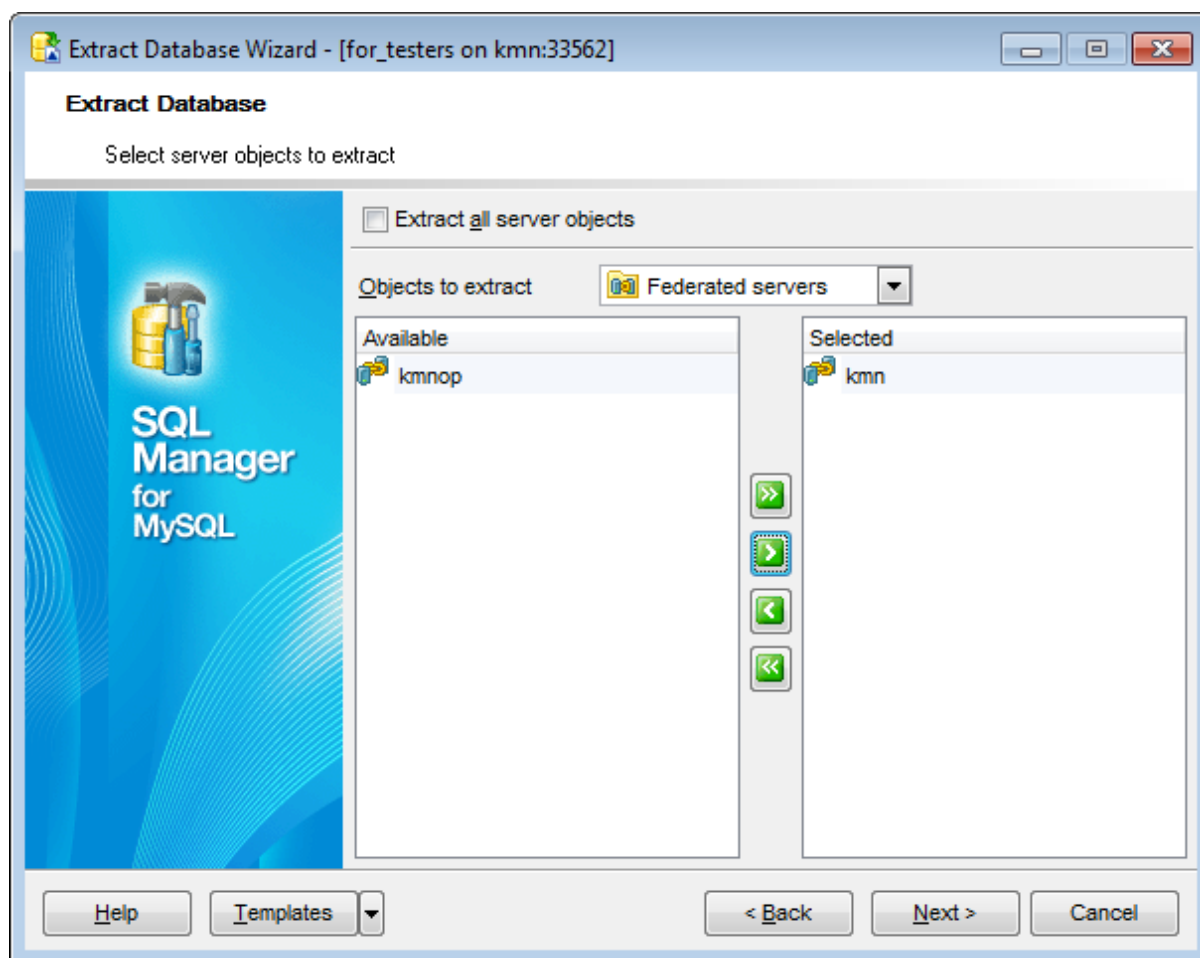 Extract Database Wizard - [for_testers on kmn:33562]
Extract Database
Select server objects to extract
Extract all server objects
Objects to extract
Federated servers
Available
Selected
kmnop
kmn
SQL
Manager
for
MySQL
Help
Templates
< Back
Next >
Cancel